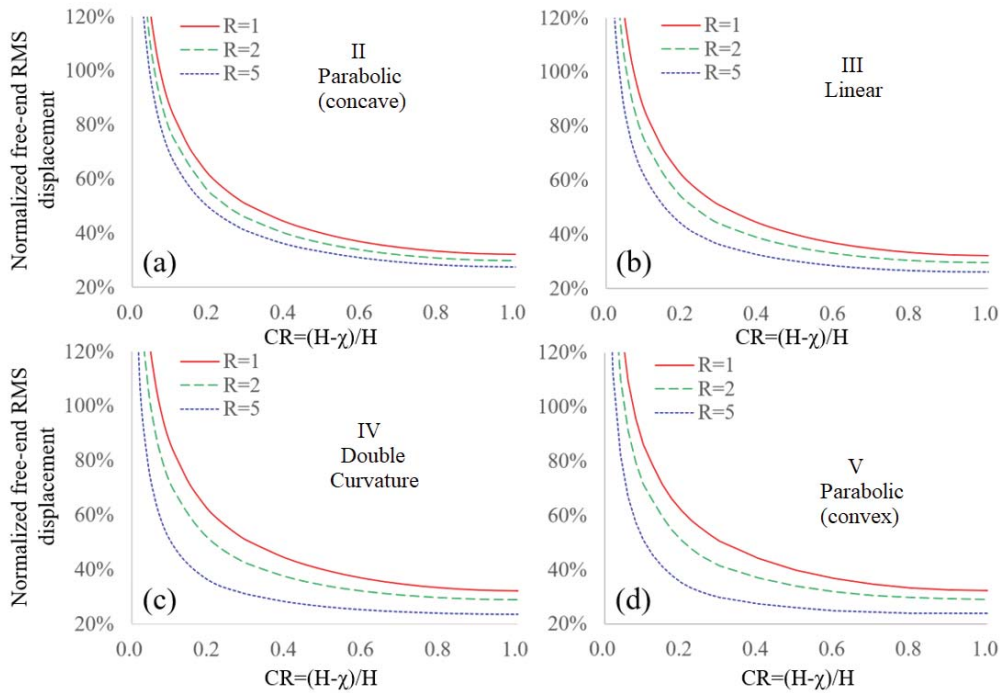 Normalized free-end RMS
displacement
120%
100%
80%
60%
40%
20%
R=1
R=2
R=5
II
Parabolic
(concave)
(a)
0.0 0.2 0.4 0.6 0.8 1.0
CR=(H-χ)/H
120%
100%
80%
60%
40%
20%
R=1
R=2
R=5
III
Linear
(b)
0.0 0.2 0.4 0.6 0.8 1.0
CR=(H-χ)/H
Normalized free-end RMS
displacement
120%
100%
80%
60%
40%
20%
R=1
R=2
R=5
IV
Double
Curvature
(c)
0.0 0.2 0.4 0.6 0.8 1.0
CR=(H-χ)/H
120%
100%
80%
60%
40%
20%
R=1
R=2
R=5
V
Parabolic
(convex)
(d)
0.0 0.2 0.4 0.6 0.8 1.0
CR=(H-χ)/H